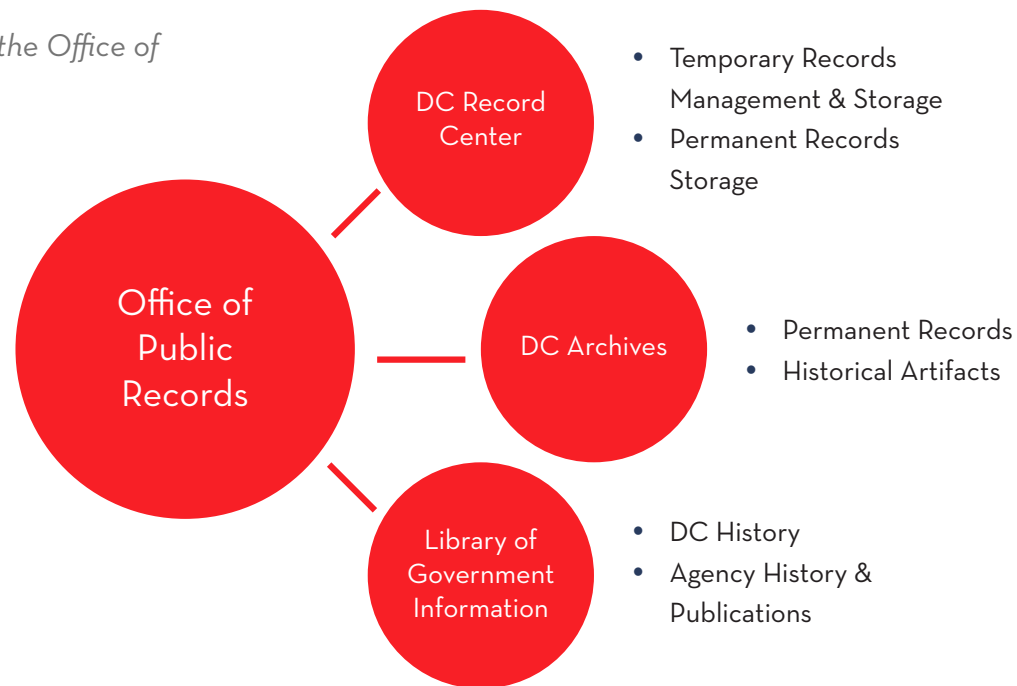 the Office of
DC Record
Center
• Temporary Records
Management & Storage
• Permanent Records
Storage
Office of
Public
Records
DC Archives
• Permanent Records
• Historical Artifacts
Library of
Government
Information
• DC History
• Agency History &
Publications